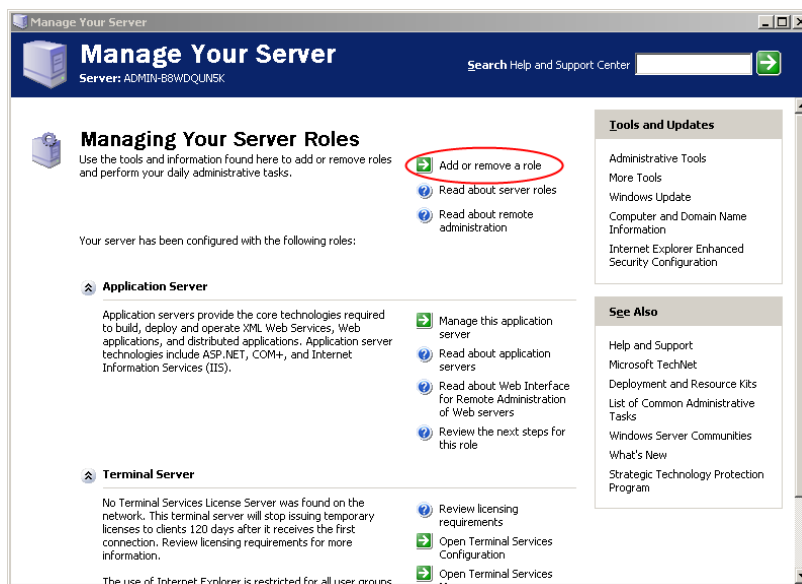 Manage Your Server
Manage Your Server
Server: ADMIN-B8WDQUN5K
Search Help and Support Center
Managing Your Server Roles
Use the tools and information found here to add or remove roles
and perform your daily administrative tasks.
Add or remove a role
Read about server roles
Read about remote
administration
Your server has been configured with the following roles:
Application Server
Application servers provide the core technologies required
to build, deploy and operate XML Web Services, Web
applications, and distributed applications. Application server
technologies include ASP.NET, COM+, and Internet
Information Services (IIS).
Manage this application
server
Read about application
servers
Read about Web Interface
for Remote Administration
of Web servers
Review the next steps for
this role
Terminal Server
No Terminal Services License Server was found on the
network. This terminal server will stop issuing temporary
licenses to clients 120 days after it receives the first
connection. Review licensing requirements for more
information.
The use of Internet Explorer is restricted for all user groups
Review licensing
requirements
Open Terminal Services
Configuration
Open Terminal Services
Tools and Updates
Administrative Tools
More Tools
Windows Update
Computer and Domain Name
Information
Internet Explorer Enhanced
Security Configuration
See Also
Help and Support
Microsoft TechNet
Deployment and Resource Kits
List of Common Administrative
Tasks
Windows Server Communities
What's New
Strategic Technology Protection
Program